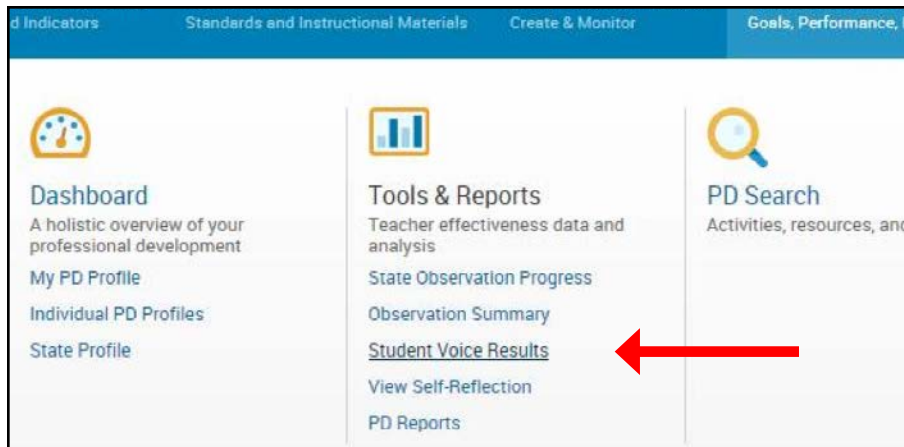 d Indicators
Standards and Instructional Materials
Create & Monitor
Goals, Performance,
Dashboard
A holistic overview of your
professional development
My PD Profile
Individual PD Profiles
State Profile
Tools & Reports
Teacher effectiveness data and
analysis
State Observation Progress
Observation Summary
Student Voice Results
View Self-Reflection
PD Reports
PD Search
Activities, resources, and